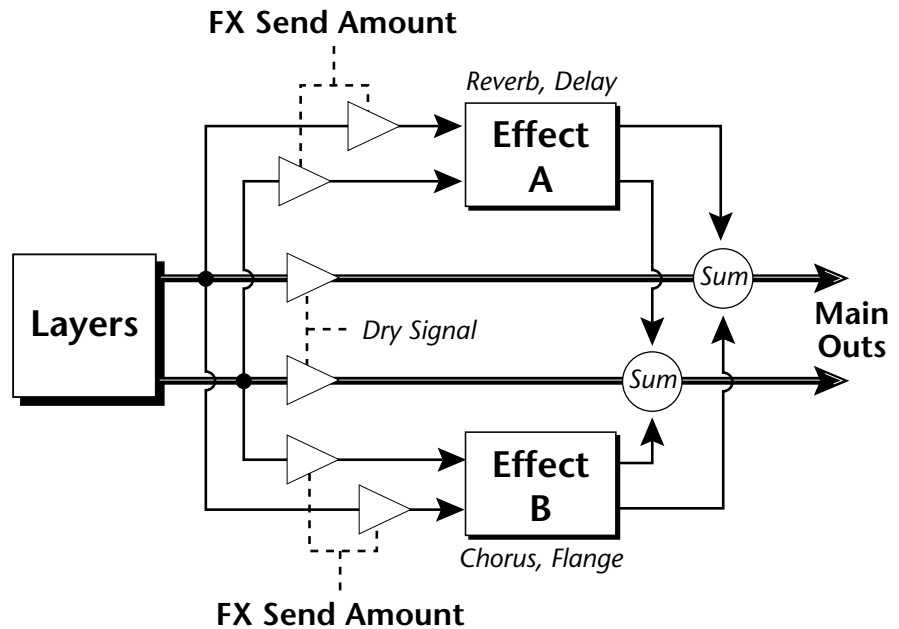 FX Send Amount
Reverb, Delay
Effect
A
Layers
Sum
Main
Outs
Dry Signal
Sum
Effect
B
Chorus, Flange
FX Send Amount